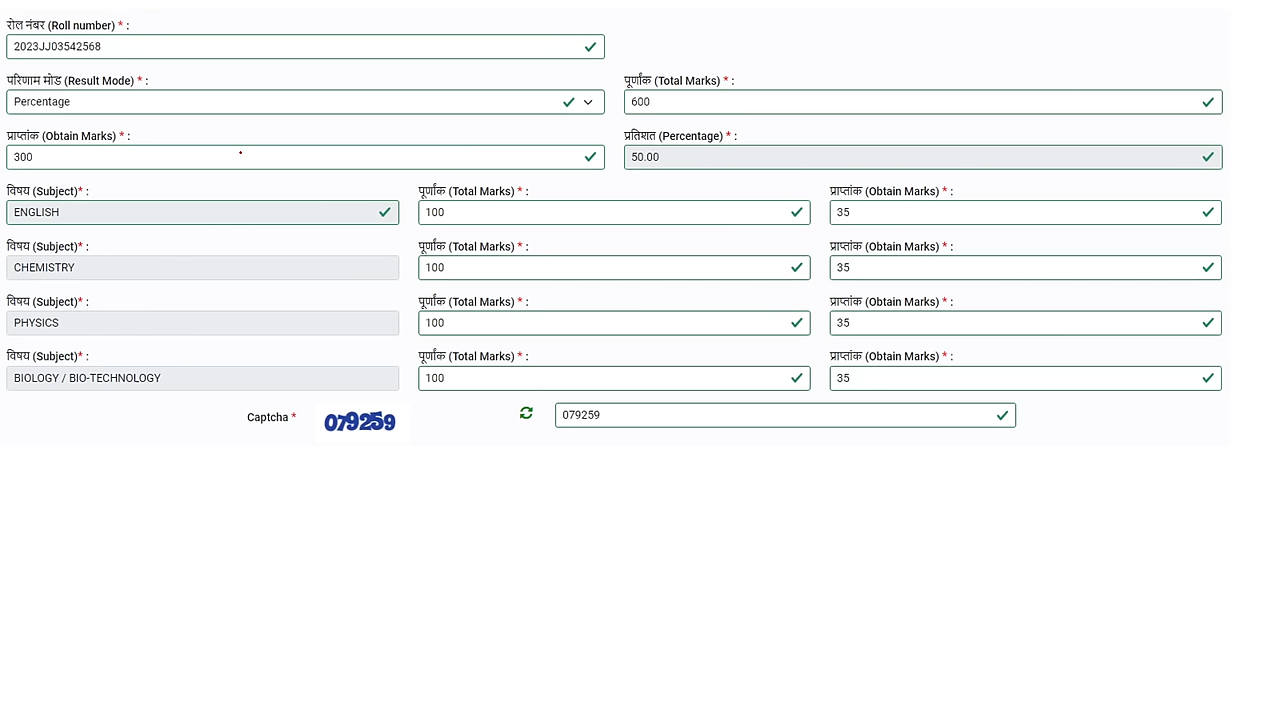 रोल नंबर (Roll number) * :
2023JJ03542568
परिणाम मोड (Result Mode) * : पूर्णांक (Total Marks) * :
Percentage 600
प्राप्तांक (Obtain Marks) * : प्रतिशत (Percentage) * :
300 50.00
विषय (Subject)* : पूर्णांक (Total Marks) * : प्राप्तांक (Obtain Marks) * :
ENGLISH 100 35
विषय (Subject)* : पूर्णांक (Total Marks) * : प्राप्तांक (Obtain Marks) * :
CHEMISTRY 100 35
विषय (Subject)* : पूर्णांक (Total Marks) * : प्राप्तांक (Obtain Marks) * :
PHYSICS 100 35
विषय (Subject)* : पूर्णांक (Total Marks) * : प्राप्तांक (Obtain Marks) * :
BIOLOGY / BIO-TECHNOLOGY 100 35
Captcha * 079259 079259